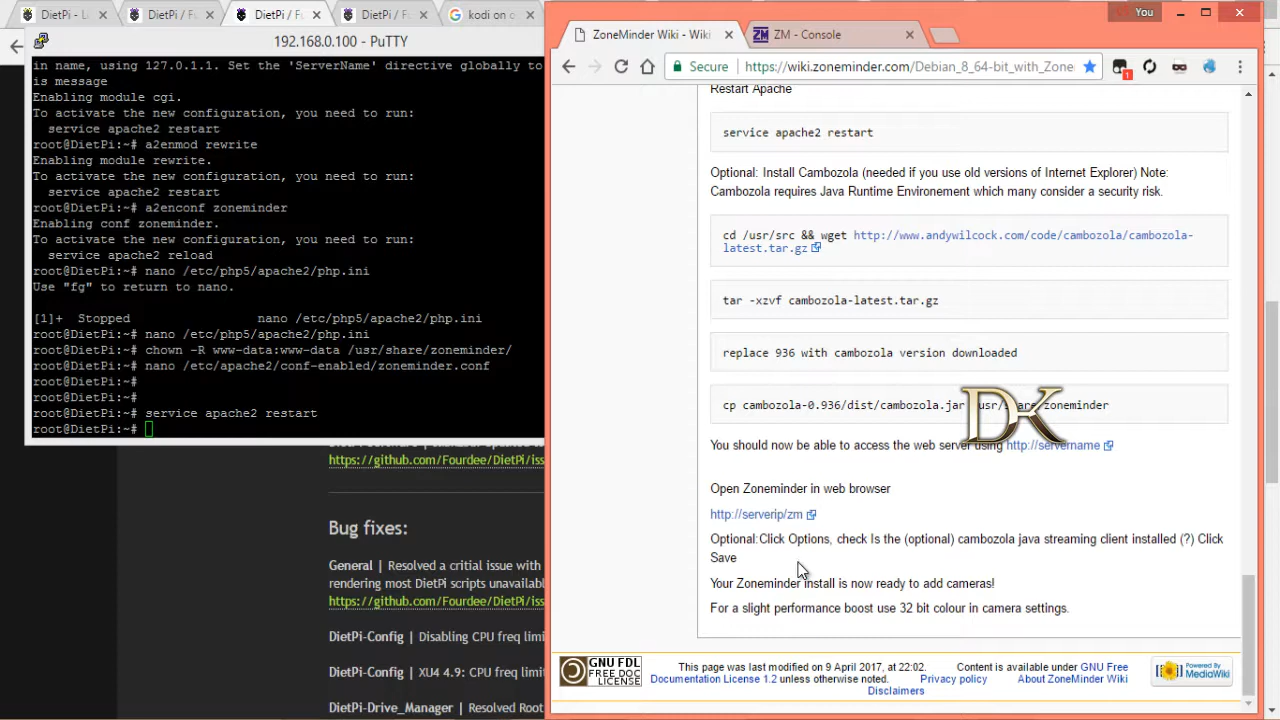 DietPi - L
DietPi / F
DietPi / F
DietPi / F
kodi on o
192.168.0.100 - PuTTY
in name, using 127.0.1.1. Set the 'ServerName' directive globally to
is message
Enabling module cgi.
To activate the new configuration, you need to run:
service apache2 restart
root@DietPi:~# a2enmod rewrite
Enabling module rewrite.
To activate the new configuration, you need to run:
service apache2 restart
root@DietPi:~# a2enconf zoneminder
Enabling conf zoneminder.
To activate the new configuration, you need to run:
service apache2 reload
root@DietPi:~# nano /etc/php5/apache2/php.ini
Use "fg" to return to nano.
[1]+ Stopped nano /etc/php5/apache2/php.ini
root@DietPi:~# nano /etc/php5/apache2/php.ini
root@DietPi:~# chown -R www-data:www-data /usr/share/zoneminder/
root@DietPi:~# nano /etc/apache2/conf-enabled/zoneminder.conf
root@DietPi:~#
root@DietPi:~#
root@DietPi:~# service apache2 restart
root@DietPi:~#
https://github.com/Fourdee/DietPi/iss
Bug fixes:
General | Resolved a critial issue with
rendering most DietPi scripts unavailab
https://github.com/Fourdee/DietPi/iss
DietPi-Config | Disabling CPU freq limi
DietPi-Config | XU4 4.9: CPU freq limit
DietPi-Drive_Manager | Resolved Root
You
ZoneMinder Wiki - Wiki
ZM ZM - Console
Secure https://wiki.zoneminder.com/Debian_8_64-bit_with_Zone
1
Restart Apache
service apache2 restart
Optional: Install Cambozola (needed if you use old versions of Internet Explorer) Note:
Cambozola requires Java Runtime Environement which many consider a security risk.
cd /usr/src && wget http://www.andywilcock.com/code/cambozola/cambozola-
latest.tar.gz
tar -xzvf cambozola-latest.tar.gz
replace 936 with cambozola version downloaded
cp cambozola-0.936/dist/cambozola.jar /usr/share/zoneminder
DK
You should now be able to access the web server using http://servername
Open Zoneminder in web browser
http://serverip/zm
Optional:Click Options, check Is the (optional) cambozola java streaming client installed (?) Click
Save
Your Zoneminder install is now ready to add cameras!
For a slight performance boost use 32 bit colour in camera settings.
GNU FDL
FREE DOC
LICENSE
This page was last modified on 9 April 2017, at 22:02. Content is available under GNU Free
Documentation License 1.2 unless otherwise noted. Privacy policy About ZoneMinder Wiki
Disclaimers
Powered By
MediaWiki